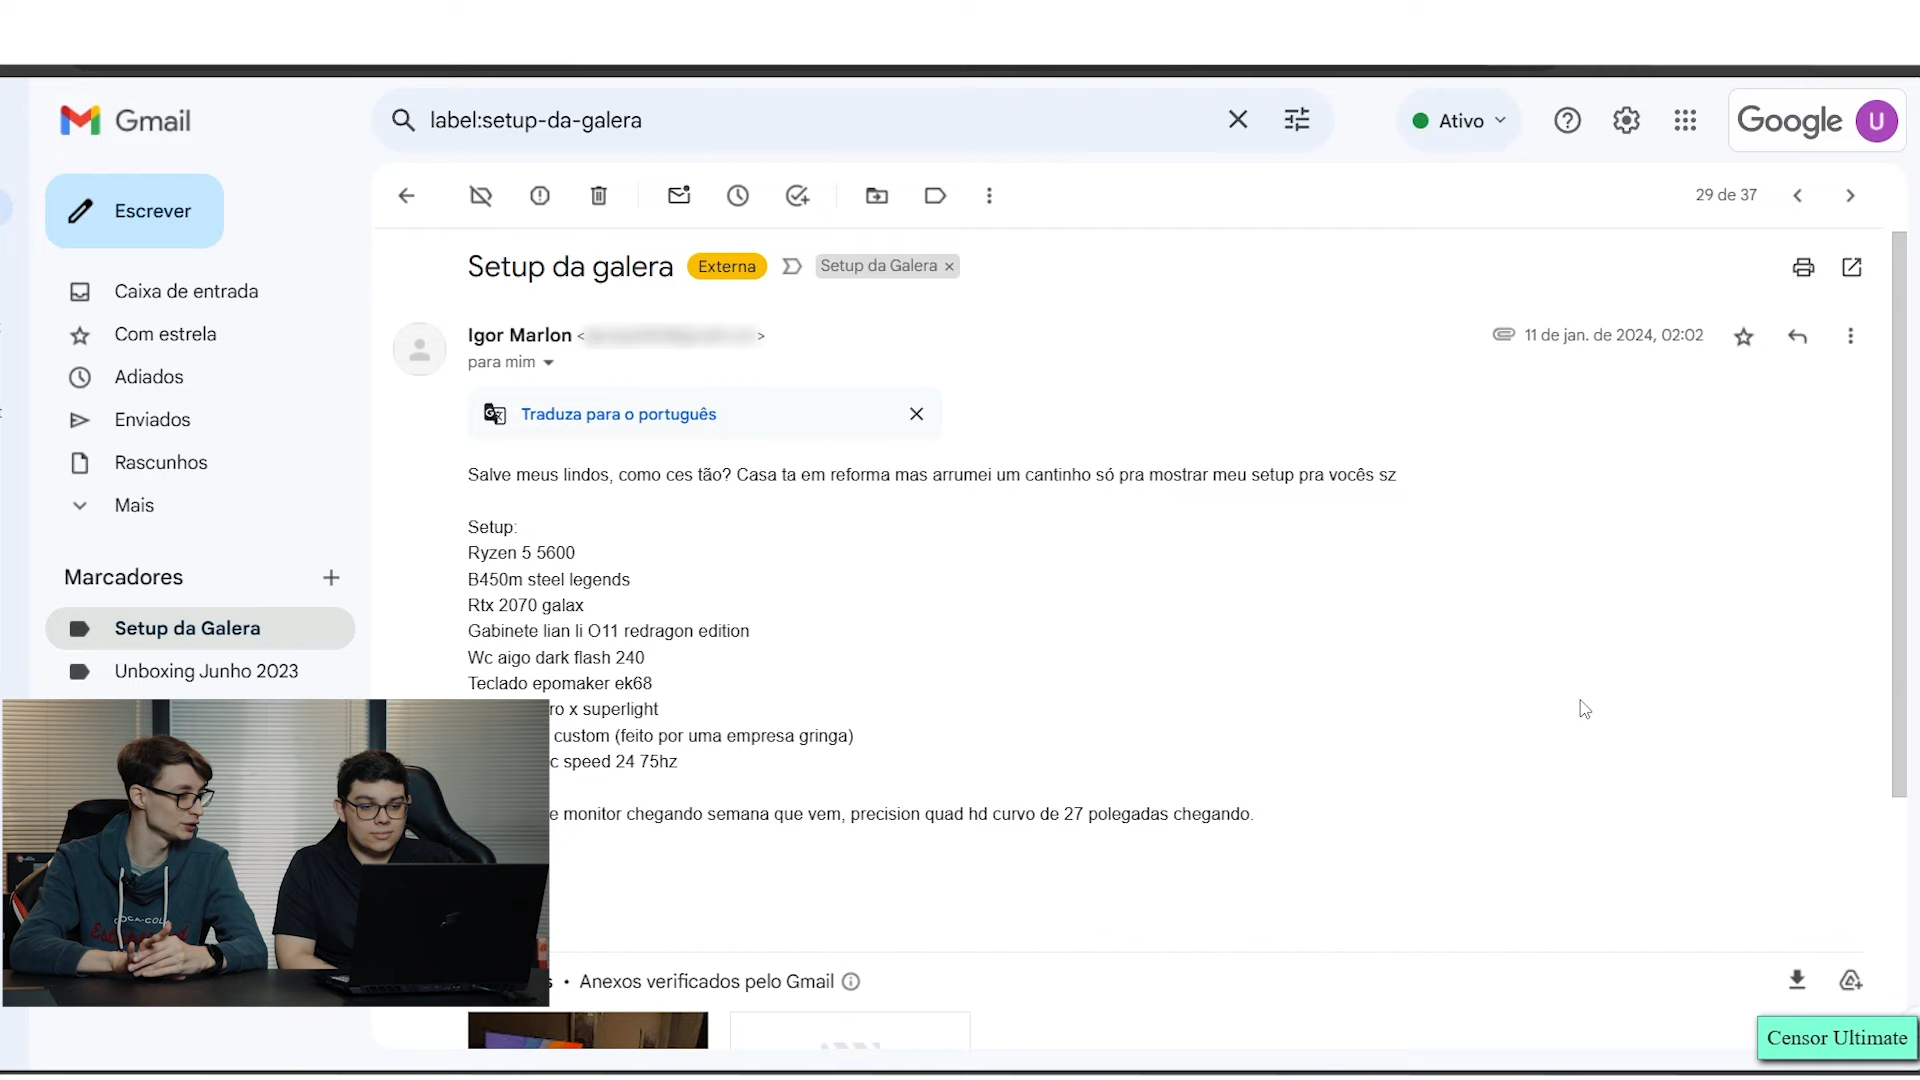 Gmail
label:setup-da-galera
Ativo
Google
U
Escrever
29 de 37
Caixa de entrada
Com estrela
Adiados
Enviados
Rascunhos
Mais
Marcadores
Setup da Galera
Unboxing Junho 2023
Setup da galera
Externa
Setup da Galera
Igor Marlon < >
11 de jan. de 2024, 02:02
para mim
Traduza para o português
Salve meus lindos, como ces tão? Casa ta em reforma mas arrumei um cantinho só pra mostrar meu setup pra vocês sz
Setup:
Ryzen 5 5600
B450m steel legends
Rtx 2070 galax
Gabinete lian li O11 redragon edition
Wc aigo dark flash 240
Teclado epomaker ek68
ro x superlight
custom (feito por uma empresa gringa)
c speed 24 75hz
e monitor chegando semana que vem, precision quad hd curvo de 27 polegadas chegando.
COCA-COLA
s • Anexos verificados pelo Gmail
Censor Ultimate